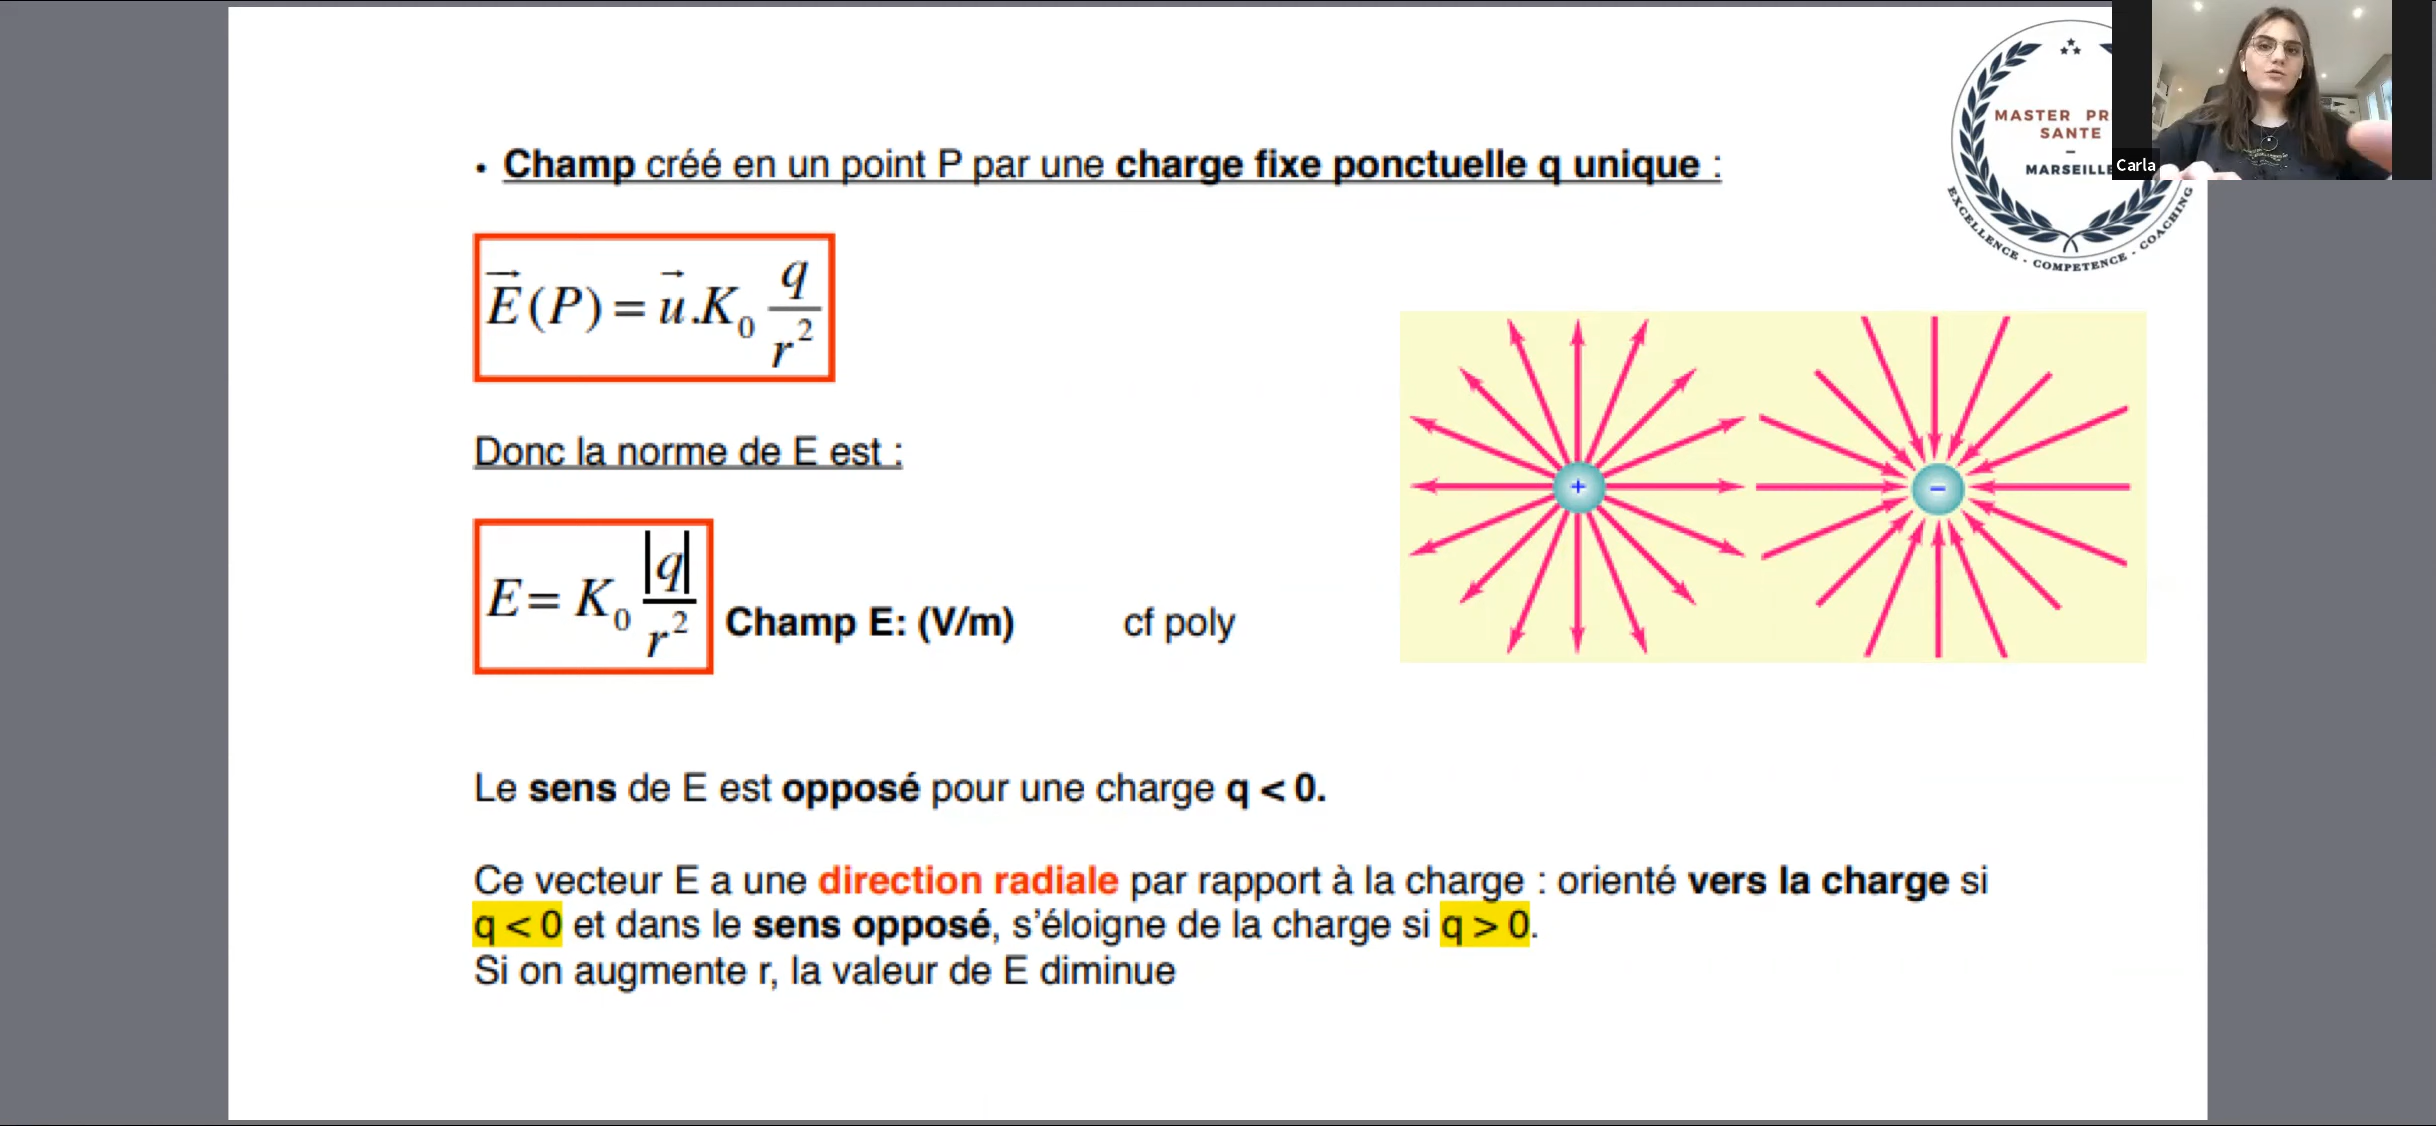 • Champ créé en un point P par une charge fixe ponctuelle q unique :
E(P) = u.K₀ q/r²
Donc la norme de E est :
E = K₀ |q|/r²
Champ E: (V/m) cf poly
Le sens de E est opposé pour une charge q < 0.
Ce vecteur E a une direction radiale par rapport à la charge : orienté vers la charge si
q < 0 et dans le sens opposé, s’éloigne de la charge si q > 0.
Si on augmente r, la valeur de E diminue
+
−
MASTER
SANTE
–
EXCELLENCE - COMPETENCE - COACHING
Carla